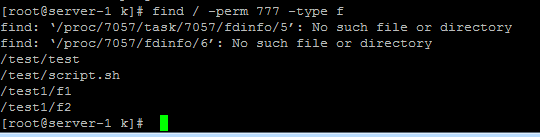 [root@server-1 k]# find / -perm 777 -type f
find: ‘/proc/7057/task/7057/fdinfo/5’: No such file or directory
find: ‘/proc/7057/fdinfo/6’: No such file or directory
/test/test
/test/script.sh
/test1/f1
/test1/f2
[root@server-1 k]#